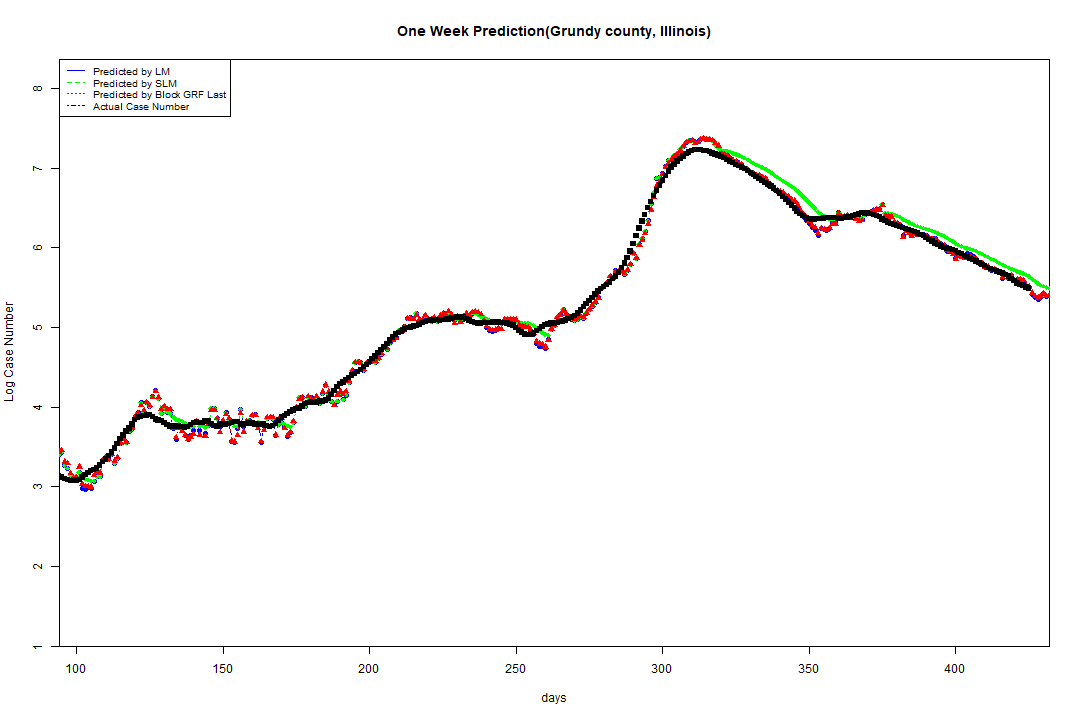 One Week Prediction(Grundy county, Illinois)
Predicted by LM
Predicted by SLM
Predicted by Block GRF Last
Actual Case Number
8
7
6
5
4
3
2
1
Log Case Number
100 150 200 250 300 350 400
days